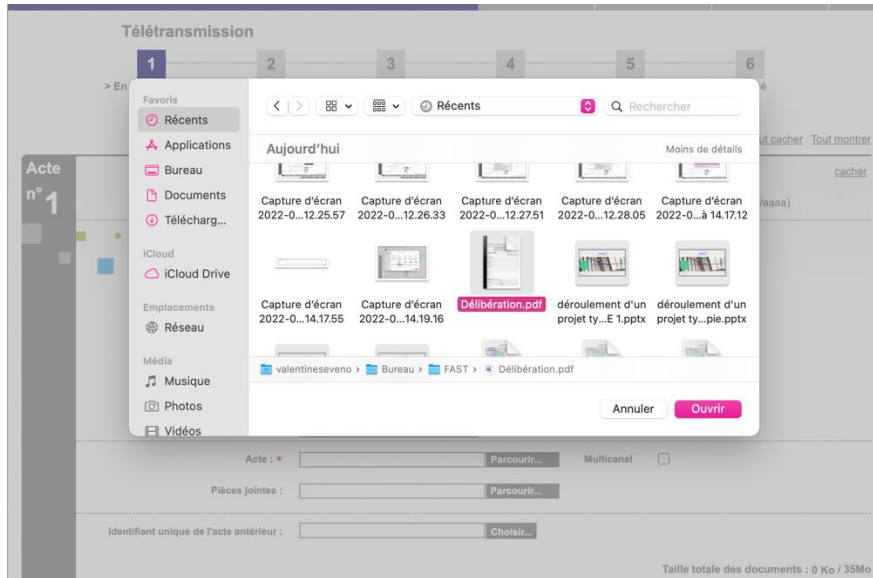 Télétransmission
1 2 3 4 5 6
> En
Favoris
Récents
Applications
Bureau
Documents
Télécharg...
iCloud
iCloud Drive
Emplacements
Réseau
Média
Musique
Photos
Vidéos
Récents
Rechercher
Aujourd'hui
Moins de détails
Capture d'écran 2022-0...12.25.57
Capture d'écran 2022-0...12.26.33
Capture d'écran 2022-0...12.27.51
Capture d'écran 2022-0...12.28.05
Capture d'écran 2022-0...à 14.17.12
Capture d'écran 2022-0...14.17.55
Capture d'écran 2022-0...14.19.16
Délibération.pdf
déroulement d'un projet ty...E 1.pptx
déroulement d'un projet ty...pie.pptx
valentineseveno > Bureau > FAST > Délibération.pdf
Annuler
Ouvrir
é
ut cacher Tout montrer
Acte
n° 1
cacher
/aaaa)
Acte : *
Parcourir...
Multicanal
Pièces jointes :
Parcourir...
Identifiant unique de l'acte antérieur :
Choisir...
Taille totale des documents : 0 Ko / 35Mo